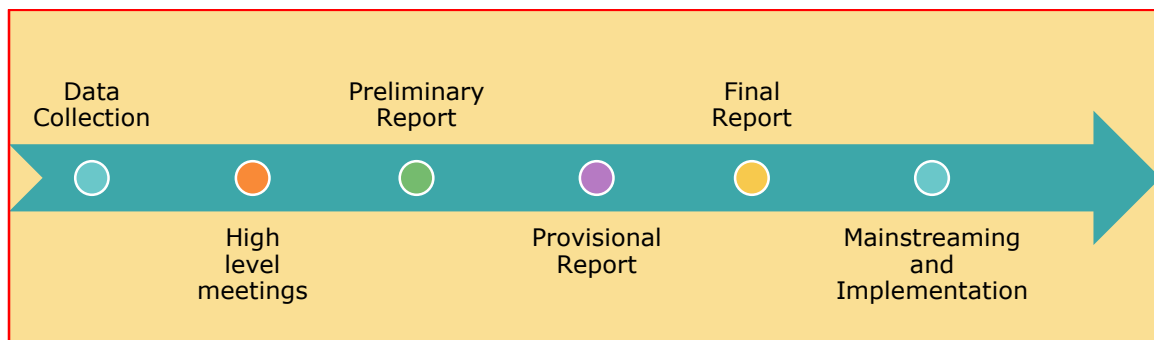 Data
Collection
High
level
meetings
Preliminary
Report
Provisional
Report
Final
Report
Mainstreaming
and
Implementation